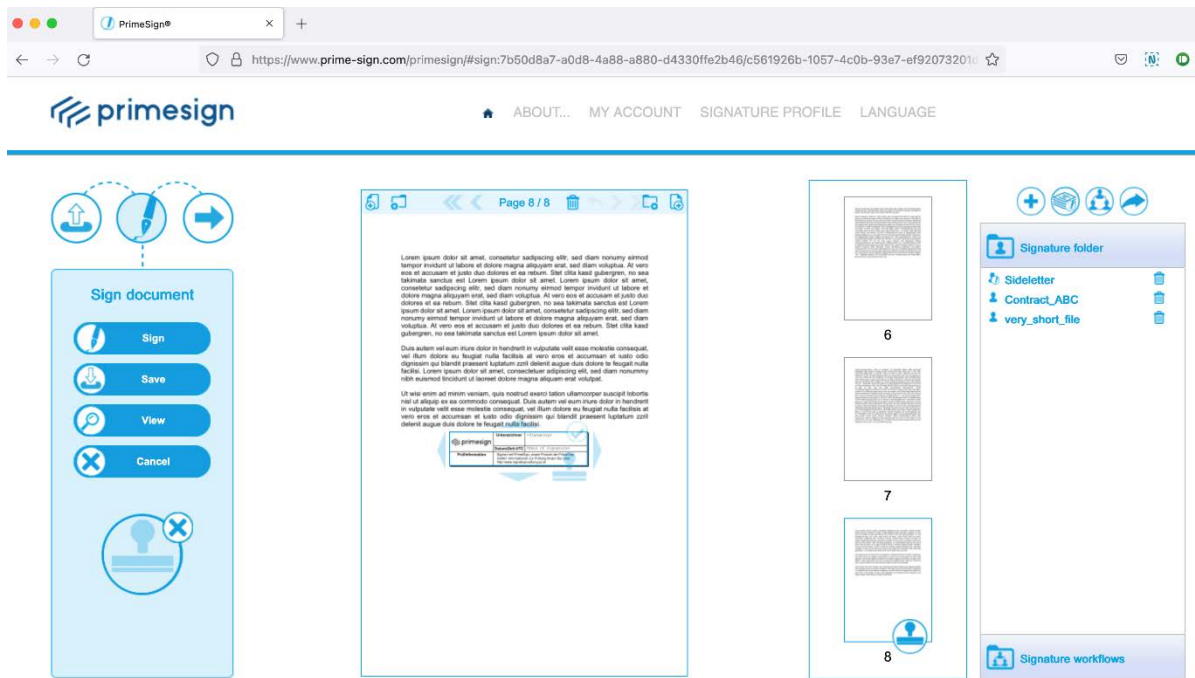 PrimeSign®
https://www.prime-sign.com/primesign/#sign:7b50d8a7-a0d8-4a88-a880-d4330ffe2b46/c561926b-1057-4c0b-93e7-ef92073201
primesign
ABOUT... MY ACCOUNT SIGNATURE PROFILE LANGUAGE
Sign document
Sign
Save
View
Cancel
Page 8 / 8
Lorem ipsum dolor sit amet, consetetur sadipscing elitr, sed diam nonumy eirmod
tempor invidunt ut labore et dolore magna aliquyam erat, sed diam voluptua. At vero
eos et accusam et justo duo dolores et ea rebum. Stet clita kasd gubergren, no sea
takimata sanctus est Lorem ipsum dolor sit amet. Lorem ipsum dolor sit amet,
consetetur sadipscing elitr, sed diam nonumy eirmod tempor invidunt ut labore et
dolore magna aliquyam erat, sed diam voluptua. At vero eos et accusam et justo duo
dolores et ea rebum. Stet clita kasd gubergren, no sea takimata sanctus est Lorem
ipsum dolor sit amet. Lorem ipsum dolor sit amet, consetetur sadipscing elitr, sed diam
nonumy eirmod tempor invidunt ut labore et dolore magna aliquyam erat, sed diam
voluptua. At vero eos et accusam et justo duo dolores et ea rebum. Stet clita kasd
gubergren, no sea takimata sanctus est Lorem ipsum dolor sit amet.
Duis autem vel eum iriure dolor in hendrerit in vulputate velit esse molestie consequat,
vel illum dolore eu feugiat nulla facilisis at vero eros et accumsan et iusto odio
dignissim qui blandit praesent luptatum zzril delenit augue duis dolore te feugait nulla
facilisi. Lorem ipsum dolor sit amet, consectetuer adipiscing elit, sed diam nonummy
nibh euismod tincidunt ut laoreet dolore magna aliquam erat volutpat.
Ut wisi enim ad minim veniam, quis nostrud exerci tation ullamcorper suscipit lobortis
nisl ut aliquip ex ea commodo consequat. Duis autem vel eum iriure dolor in hendrerit
in vulputate velit esse molestie consequat, vel illum dolore eu feugiat nulla facilisis at
vero eros et accumsan et iusto odio dignissim qui blandit praesent luptatum zzril
delenit augue duis dolore te feugait nulla facilisi.
primesign
Unterzeichner
Datum/Zeit-UTC
Prüfinformation
6
7
8
Signature folder
Sideletter
Contract_ABC
very_short_file
Signature workflows